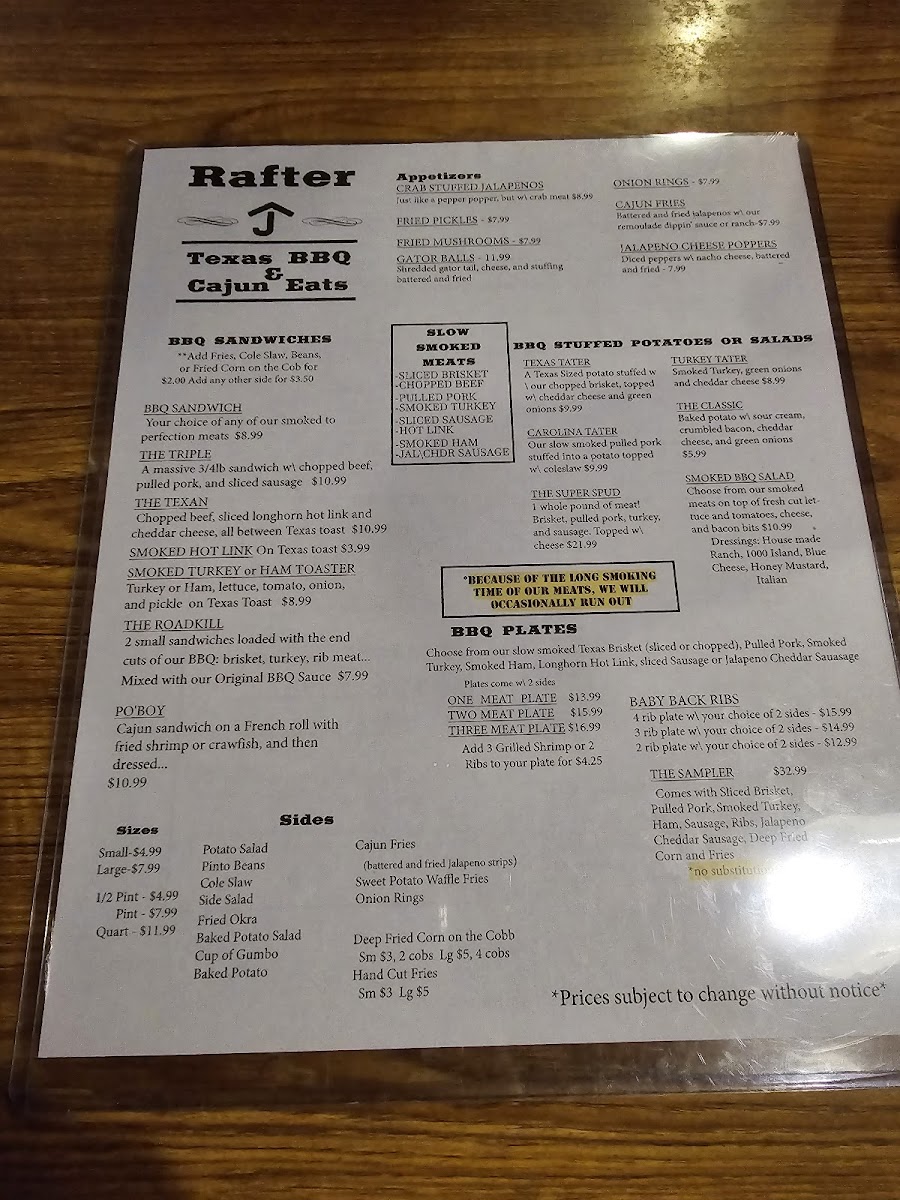 Rafter
J
Texas BBQ
&
Cajun Eats
Appetizers
CRAB STUFFED JALAPENOS
Just like a pepper popper, but w\ crab meat $8.99
FRIED PICKLES - $7.99
FRIED MUSHROOMS - $7.99
GATOR BALLS - 11.99
Shredded gator tail, cheese, and stuffing
battered and fried
ONION RINGS - $7.99
CAJUN FRIES
Battered and fried jalapenos w\ our
remoulade dippin' sauce or ranch-$7.99
JALAPENO CHEESE POPPERS
Diced peppers w\ nacho cheese, battered
and fried - 7.99
BBQ SANDWICHES
**Add Fries, Cole Slaw, Beans,
or Fried Corn on the Cob for
$2.00 Add any other side for $3.50
BBQ SANDWICH
Your choice of any of our smoked to
perfection meats $8.99
THE TRIPLE
A massive 3/4lb sandwich w\ chopped beef,
pulled pork, and sliced sausage $10.99
THE TEXAN
Chopped beef, sliced longhorn hot link and
cheddar cheese, all between Texas toast $10.99
SMOKED HOT LINK On Texas toast $3.99
SMOKED TURKEY or HAM TOASTER
Turkey or Ham, lettuce, tomato, onion,
and pickle on Texas Toast $8.99
THE ROADKILL
2 small sandwiches loaded with the end
cuts of our BBQ: brisket, turkey, rib meat...
Mixed with our Original BBQ Sauce $7.99
PO'BOY
Cajun sandwich on a French roll with
fried shrimp or crawfish, and then
dressed...
$10.99
SLOW
SMOKED
MEATS
-SLICED BRISKET
-CHOPPED BEEF
-PULLED PORK
-SMOKED TURKEY
-SLICED SAUSAGE
-HOT LINK
-SMOKED HAM
-JAL\CHDR SAUSAGE
BBQ STUFFED POTATOES OR SALADS
TEXAS TATER
A Texas Sized potato stuffed w
\ our chopped brisket, topped
w\ cheddar cheese and green
onions $9.99
CAROLINA TATER
Our slow smoked pulled pork
stuffed into a potato topped
w\ coleslaw $9.99
THE SUPER SPUD
1 whole pound of meat!
Brisket, pulled pork, turkey,
and sausage. Topped w\
cheese $21.99
TURKEY TATER
Smoked Turkey, green onions
and cheddar cheese $8.99
THE CLASSIC
Baked potato w\ sour cream,
crumbled bacon, cheddar
cheese, and green onions
$5.99
SMOKED BBQ SALAD
Choose from our smoked
meats on top of fresh cut let-
tuce and tomatoes, cheese,
and bacon bits $10.99
Dressings: House made
Ranch, 1000 Island, Blue
Cheese, Honey Mustard,
Italian
*BECAUSE OF THE LONG SMOKING
TIME OF OUR MEATS, WE WILL
OCCASIONALLY RUN OUT
BBQ PLATES
Choose from our slow smoked Texas Brisket (sliced or chopped), Pulled Pork, Smoked
Turkey, Smoked Ham, Longhorn Hot Link, sliced Sausage or Jalapeno Cheddar Sauasage
Plates come w\ 2 sides
ONE MEAT PLATE $13.99
TWO MEAT PLATE $15.99
THREE MEAT PLATE $16.99
Add 3 Grilled Shrimp or 2
Ribs to your plate for $4.25
BABY BACK RIBS
4 rib plate w\ your choice of 2 sides - $15.99
3 rib plate w\ your choice of 2 sides - $14.99
2 rib plate w\ your choice of 2 sides - $12.99
THE SAMPLER $32.99
Comes with Sliced Brisket,
Pulled Pork, Smoked Turkey,
Ham, Sausage, Ribs, Jalapeno
Cheddar Sausage, Deep Fried
Corn and Fries
*no
Sizes
Small-$4.99
Large-$7.99
1/2 Pint - $4.99
Pint - $7.99
Quart - $11.99
Sides
Potato Salad
Pinto Beans
Cole Slaw
Side Salad
Fried Okra
Baked Potato Salad
Cup of Gumbo
Baked Potato
Cajun Fries
(battered and fried Jalapeno strips)
Sweet Potato Waffle Fries
Onion Rings
Deep Fried Corn on the Cobb
Sm $3, 2 cobs Lg $5, 4 cobs
Hand Cut Fries
Sm $3 Lg $5
*Prices subject to change without notice*